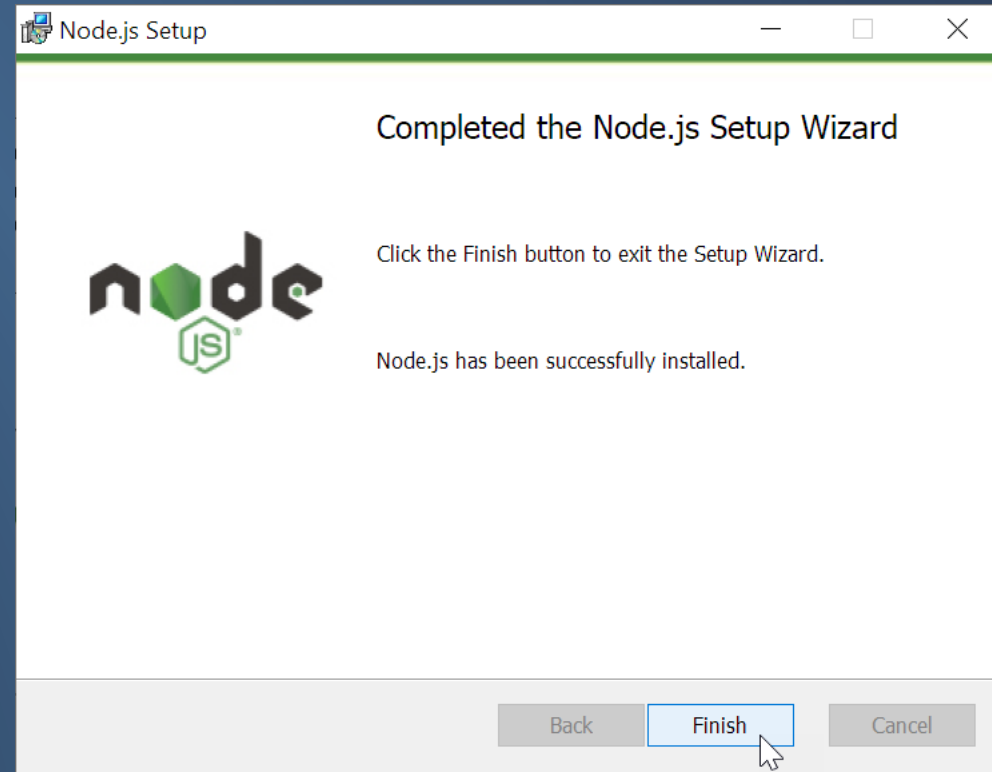 Node.js Setup
Completed the Node.js Setup Wizard
Click the Finish button to exit the Setup Wizard.
node
JS®
Node.js has been successfully installed.
Back Finish Cancel